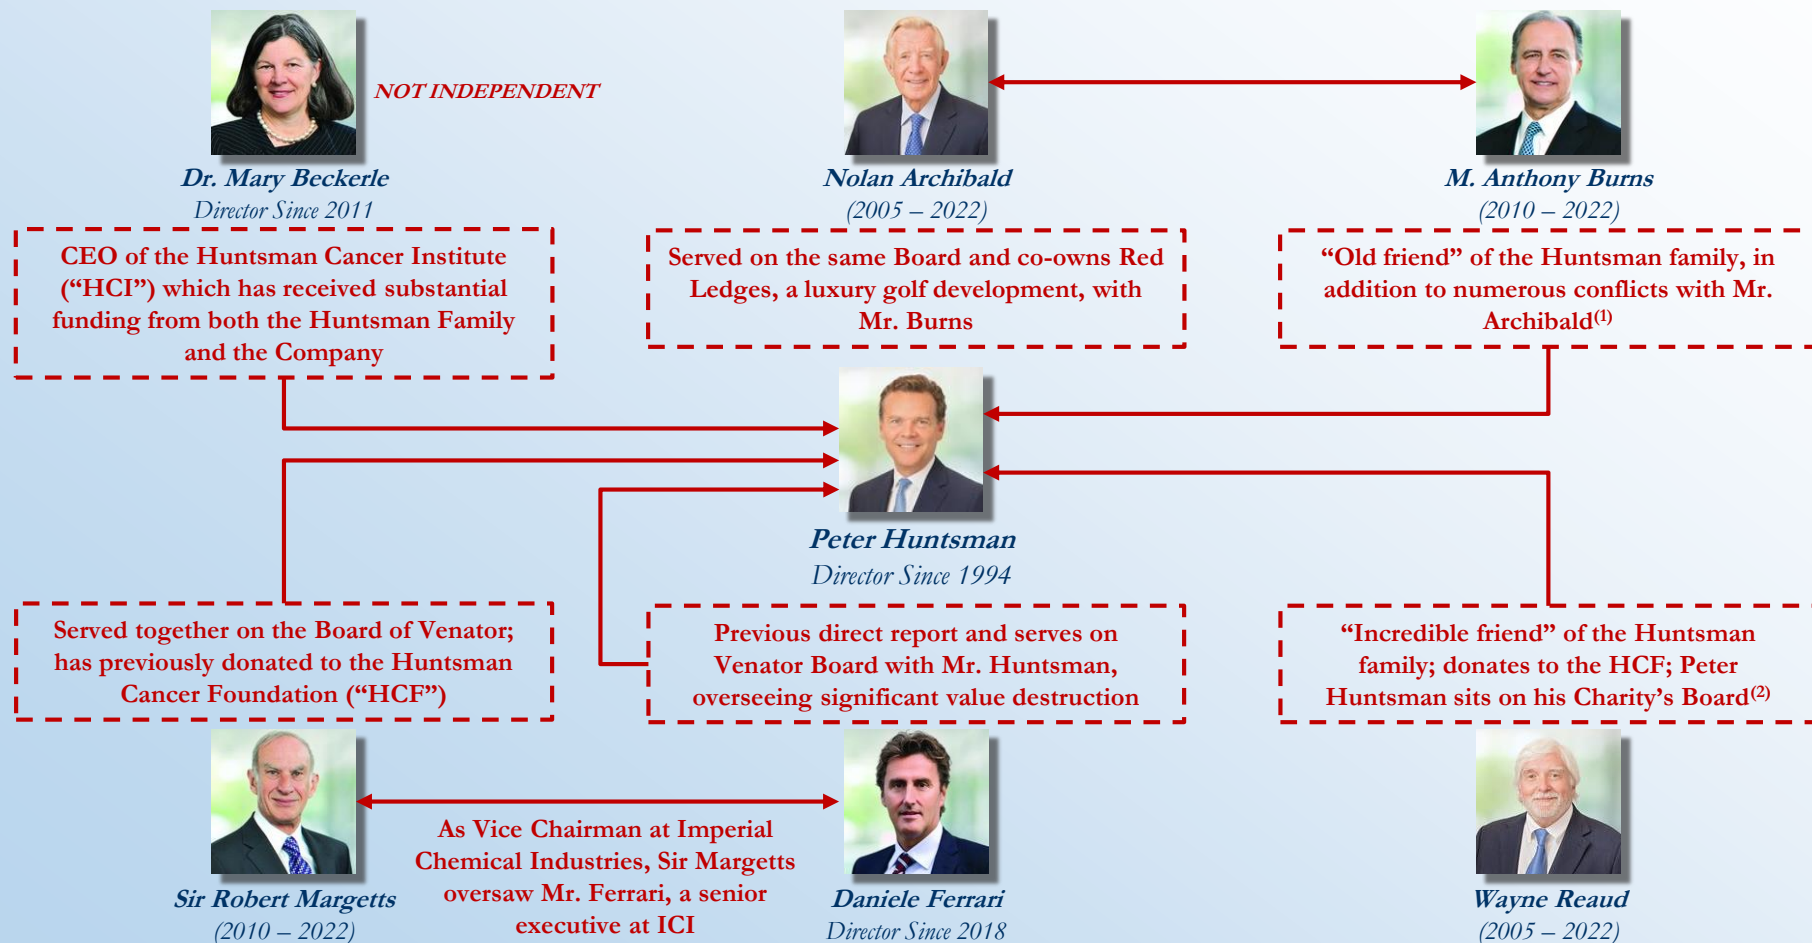 NOT INDEPENDENT
Dr. Mary Beckerle
Director Since 2011
CEO of the Huntsman Cancer Institute
(“HCI”) which has received substantial
funding from both the Huntsman Family
and the Company
Nolan Archibald
(2005 – 2022)
Served on the same Board and co-owns Red
Ledges, a luxury golf development, with
Mr. Burns
M. Anthony Burns
(2010 – 2022)
“Old friend” of the Huntsman family, in
addition to numerous conflicts with Mr.
Archibald(1)
Peter Huntsman
Director Since 1994
Served together on the Board of Venator;
has previously donated to the Huntsman
Cancer Foundation (“HCF”)
Sir Robert Margetts
(2010 – 2022)
As Vice Chairman at Imperial
Chemical Industries, Sir Margetts
oversaw Mr. Ferrari, a senior
executive at ICI
Previous direct report and serves on
Venator Board with Mr. Huntsman,
overseeing significant value destruction
Daniele Ferrari
Director Since 2018
“Incredible friend” of the Huntsman
family; donates to the HCF; Peter
Huntsman sits on his Charity’s Board(2)
Wayne Reaud
(2005 – 2022)